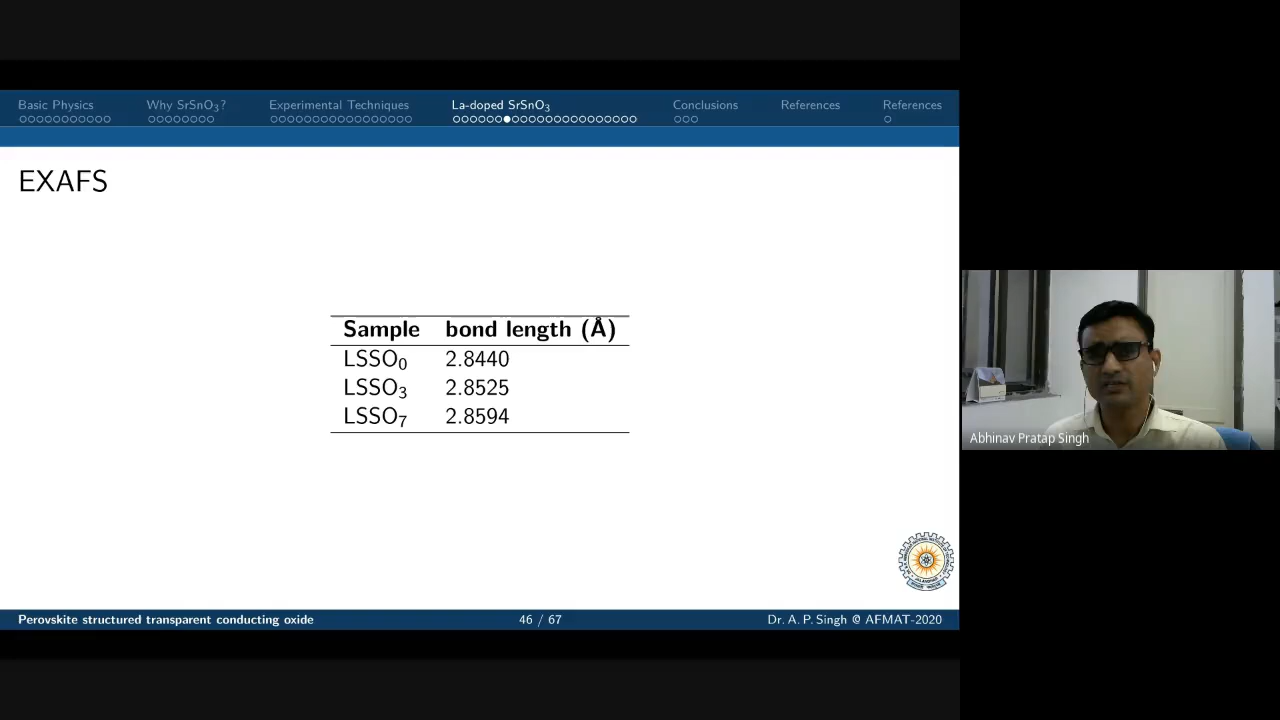 Basic Physics Why SrSnO₃? Experimental Techniques La-doped SrSnO₃ Conclusions References References
EXAFS
Sample bond length (Å)
LSSO₀ 2.8440
LSSO₃ 2.8525
LSSO₇ 2.8594
Abhinav Pratap Singh
Perovskite structured transparent conducting oxide 46 / 67 Dr. A. P. Singh @ AFMAT-2020